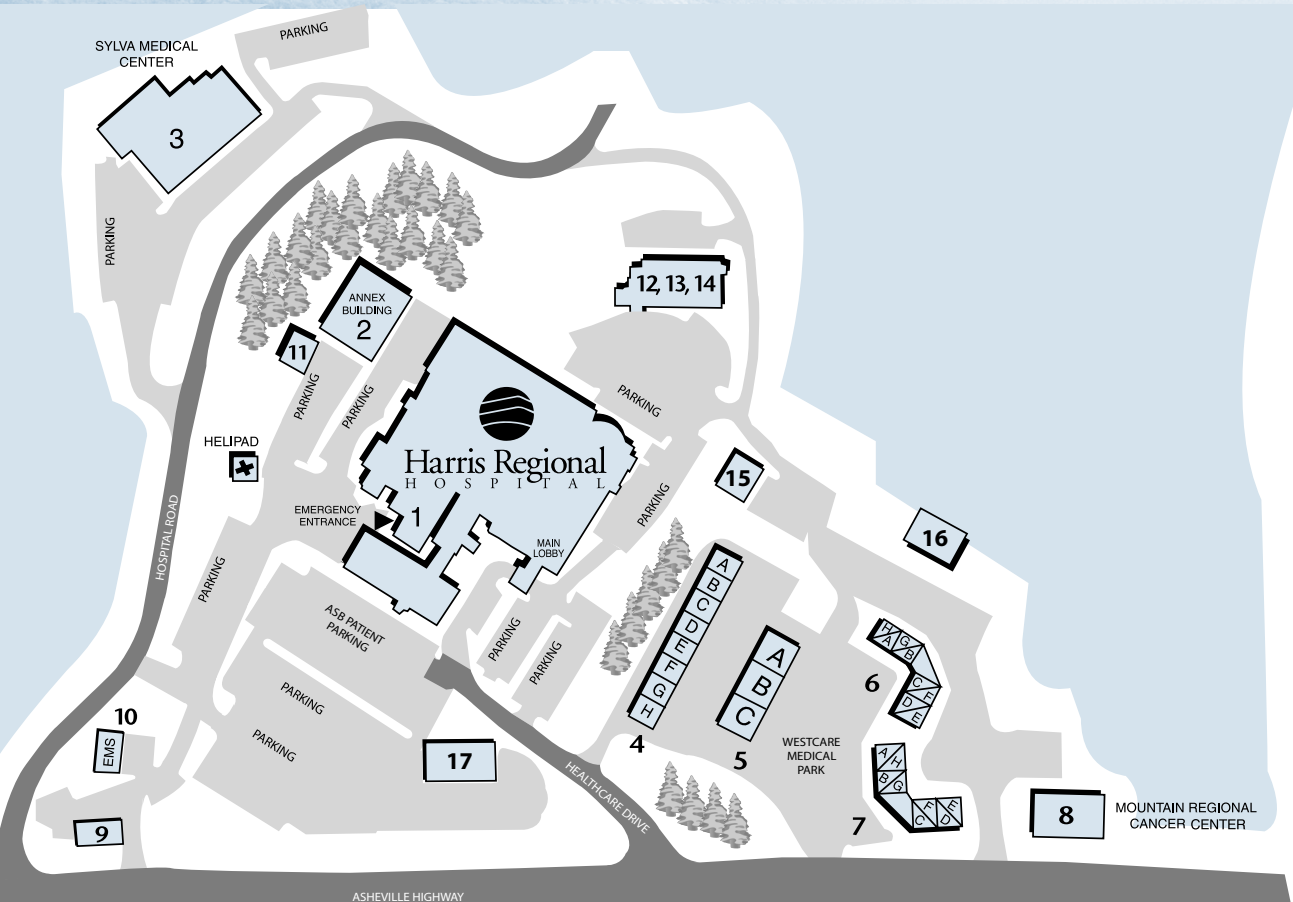 PARKING
SYLVA MEDICAL
CENTER
3
PARKING
12, 13, 14
ANNEX
BUILDING
2
11
PARKING
PARKING
PARKING
HELIPAD
Harris Regional
HOSPITAL
15
PARKING
HOSPITAL ROAD
EMERGENCY
ENTRANCE
1
MAIN
LOBBY
16
PARKING
ASB PATIENT
PARKING
PARKING
PARKING
A
B
C
D
E
F
G
H
4
A
B
C
5
H
A
G
B
C
F
D
E
6
PARKING
PARKING
10
EMS
17
WESTCARE
MEDICAL
PARK
A
H
B
G
F
C
E
D
7
HEALTHCARE DRIVE
9
8
MOUNTAIN REGIONAL
CANCER CENTER
ASHEVILLE HIGHWAY